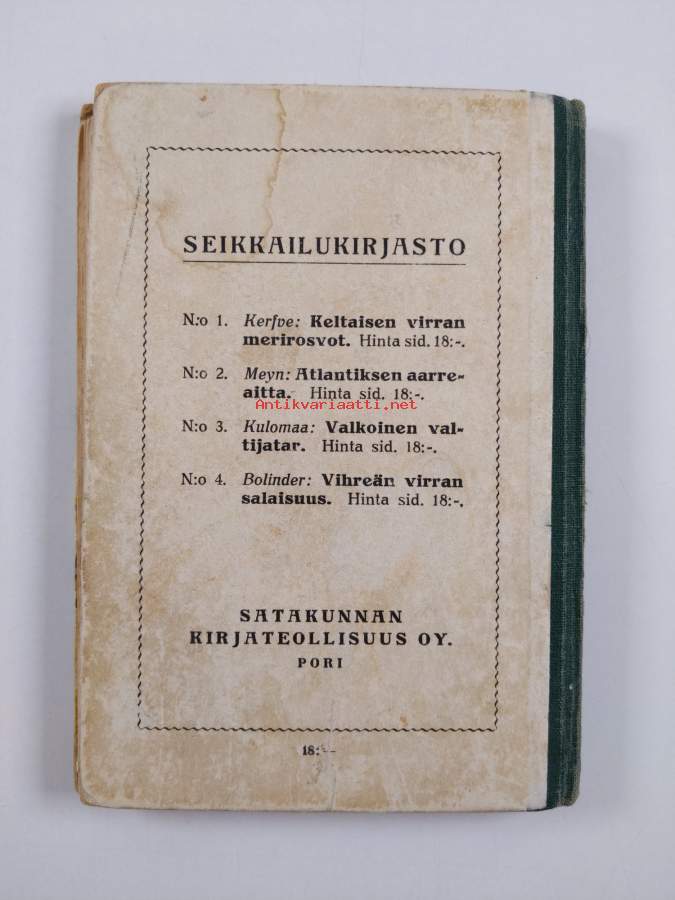 SEIKKAILUKIRJASTO
N:o 1. Kerfve: Keltaisen virran
merirosvot. Hinta sid. 18:-.
N:o 2. Meyn: Atlantiksen aarre-
aitta. Hinta sid. 18:-.
Antikvariaatti.net
N:o 3. Kulomaa: Valkoinen val-
tijatar. Hinta sid. 18:-.
N:o 4. Bolinder: Vihreän virran
salaisuus. Hinta sid. 18:-.
SATAKUNNAN
KIRJATEOLLISUUS OY.
PORI
18:—